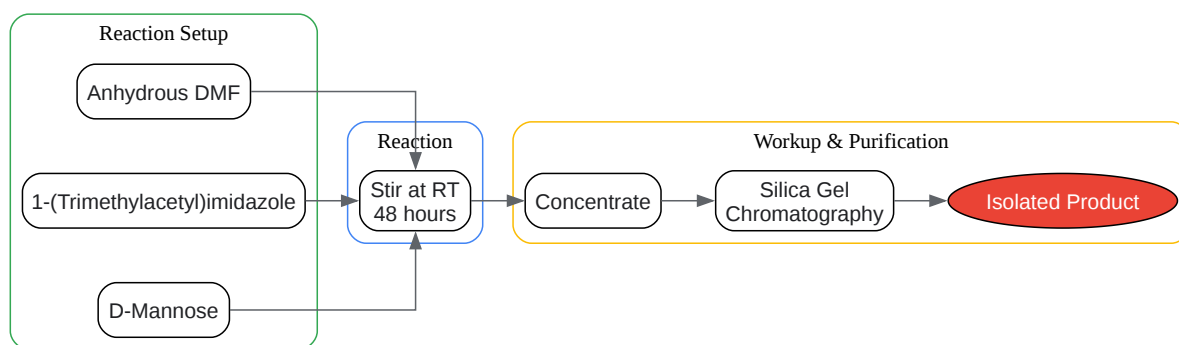 Reaction Setup
Anhydrous DMF
1-(Trimethylacetyl)imidazole
D-Mannose
Reaction
Stir at RT
48 hours
Workup & Purification
Concentrate
Silica Gel
Chromatography
Isolated Product